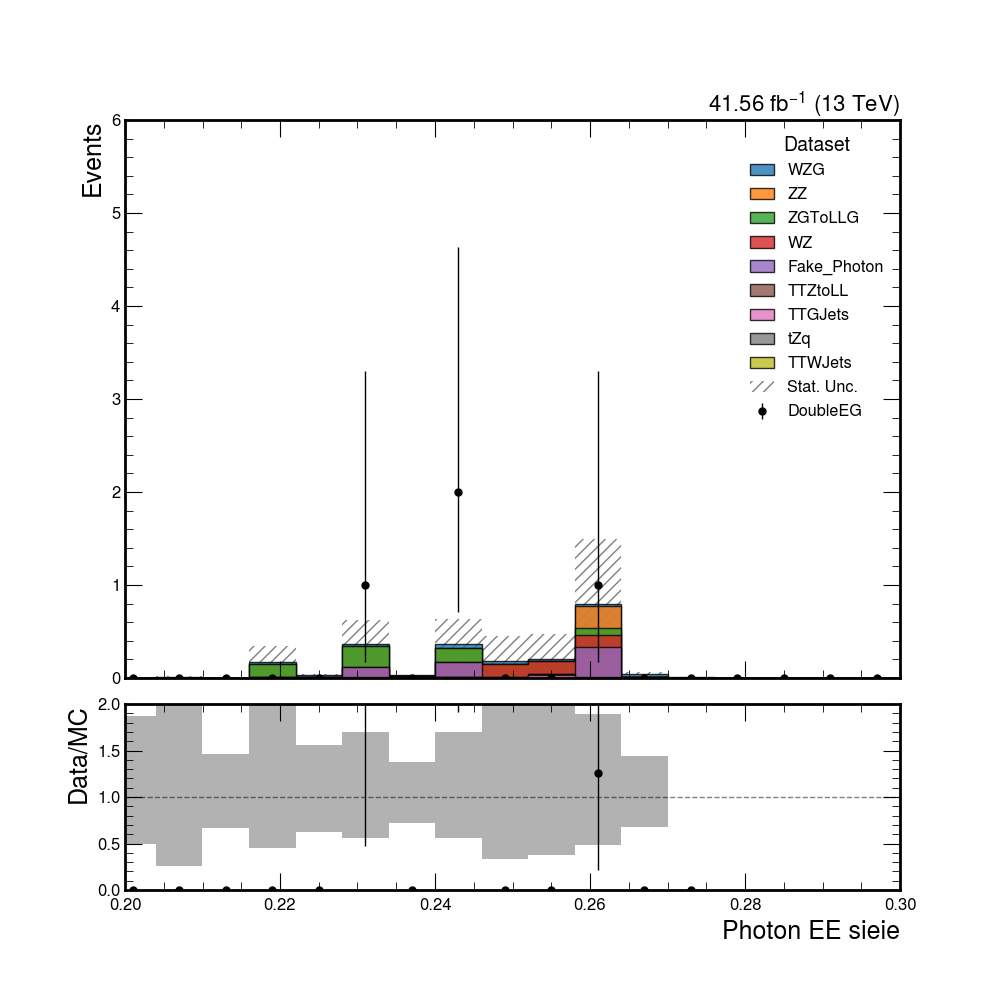 41.56 fb⁻¹ (13 TeV)
Events
6
5
4
3
2
1
0
Dataset
WZG
ZZ
ZGToLLG
WZ
Fake_Photon
TTZtoLL
TTGJets
tZq
TTWJets
Stat. Unc.
DoubleEG
Data/MC
2.0
1.5
1.0
0.5
0.0
0.20 0.22 0.24 0.26 0.28 0.30
Photon EE sieie